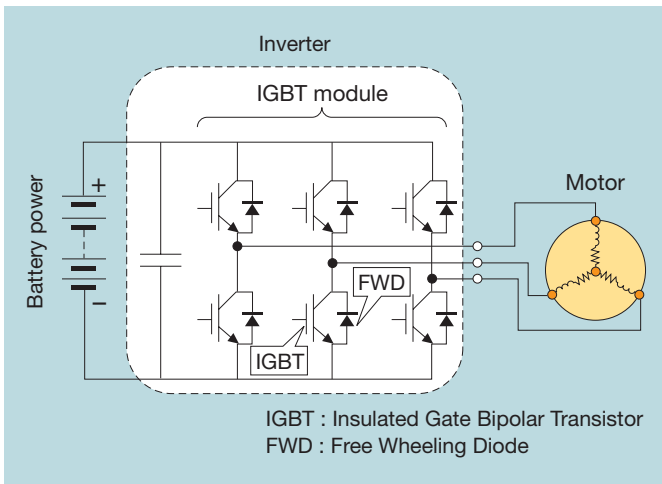 Inverter
IGBT module
Battery power
+
−
Motor
FWD
IGBT
IGBT : Insulated Gate Bipolar Transistor
FWD : Free Wheeling Diode